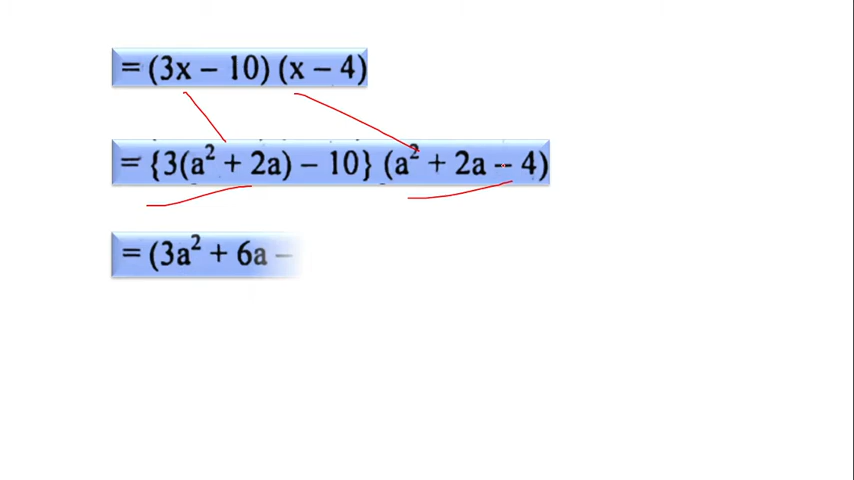 = (3x − 10) (x − 4)
= {3(a² + 2a) − 10} (a² + 2a − 4)
= (3a² + 6a −